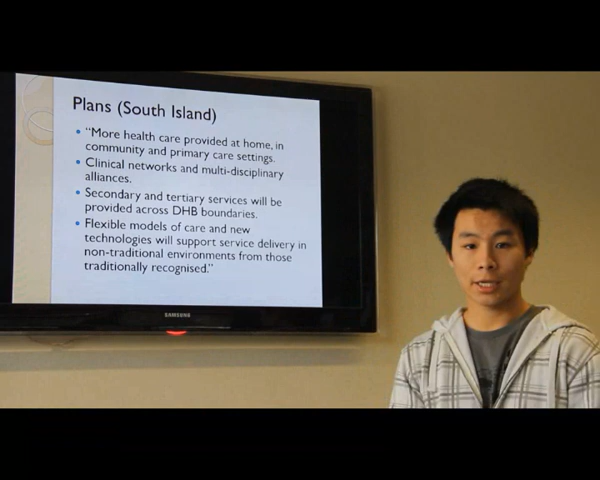 Plans (South Island)
• “More health care provided at home, in
community and primary care settings.
• Clinical networks and multi-disciplinary
alliances.
• Secondary and tertiary services will be
provided across DHB boundaries.
• Flexible models of care and new
technologies will support service delivery in
non-traditional environments from those
traditionally recognised.”
SAMSUNG